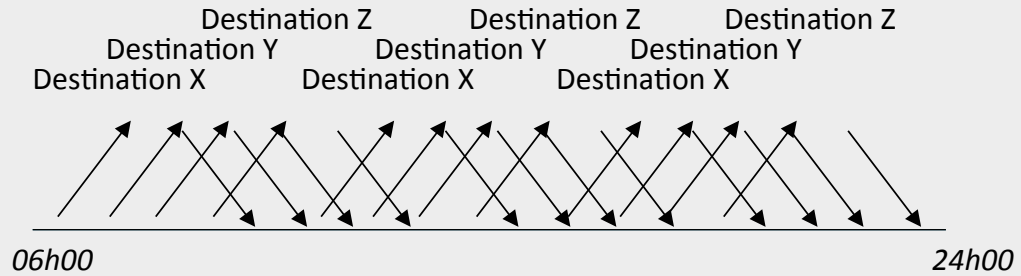 Destination Z Destination Z Destination Z
Destination Y Destination Y Destination Y
Destination X Destination X Destination X
06h00 24h00